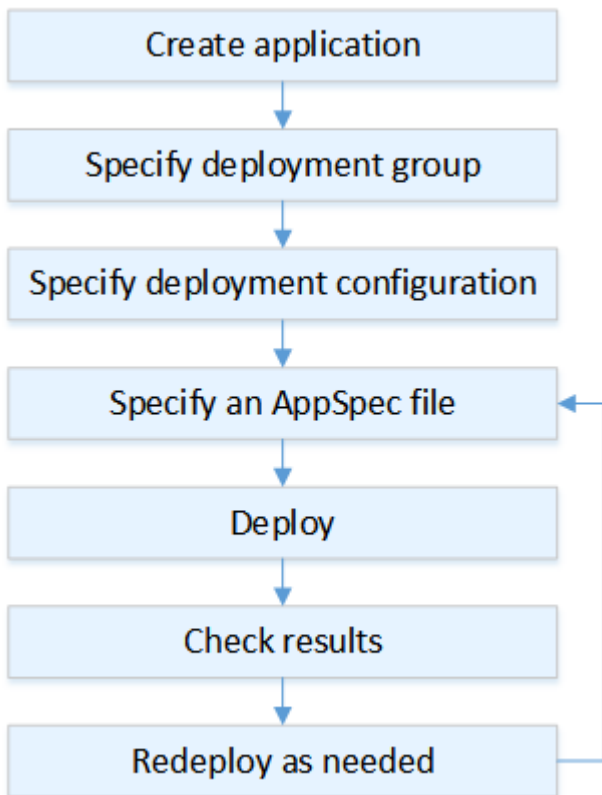 Create application
Specify deployment group
Specify deployment configuration
Specify an AppSpec file
Deploy
Check results
Redeploy as needed